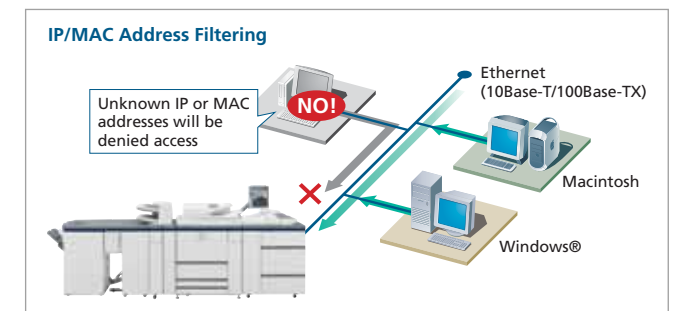 IP/MAC Address Filtering
Ethernet
(10Base-T/100Base-TX)
Unknown IP or MAC
addresses will be
denied access
NO!
Macintosh
Windows®